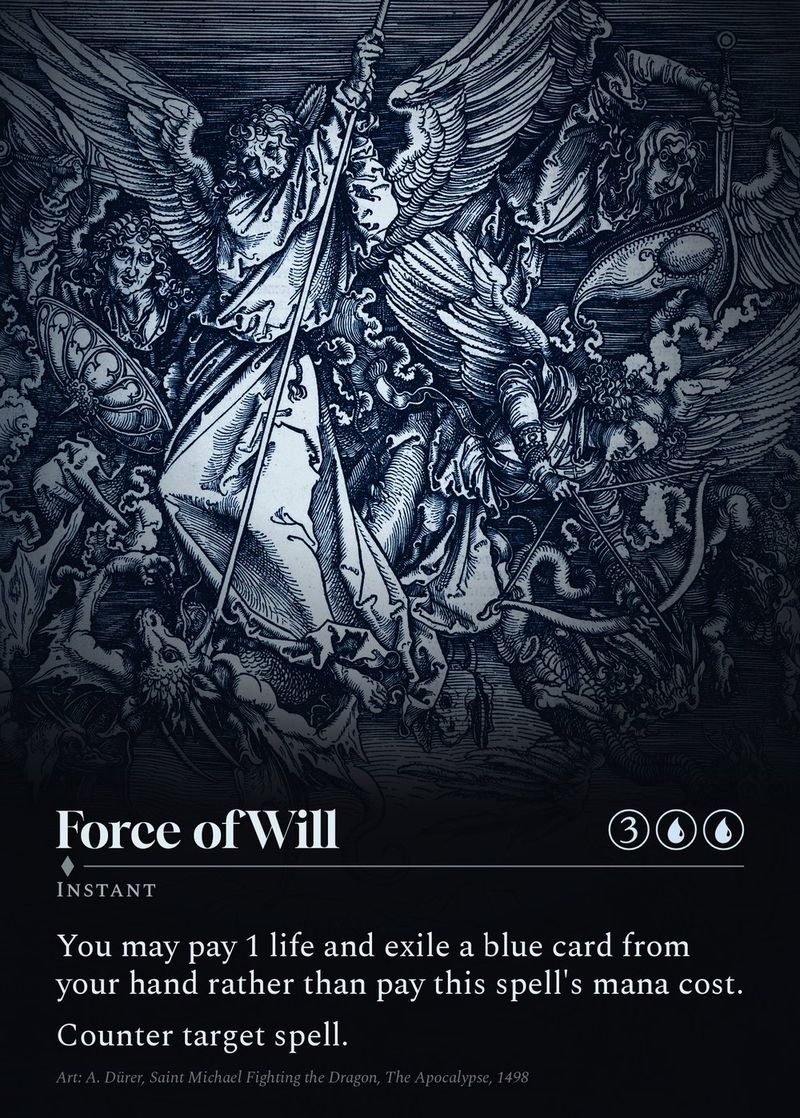 Force of Will 3
Instant
You may pay 1 life and exile a blue card from
your hand rather than pay this spell's mana cost.
Counter target spell.
Art: A. Dürer, Saint Michael Fighting the Dragon, The Apocalypse, 1498